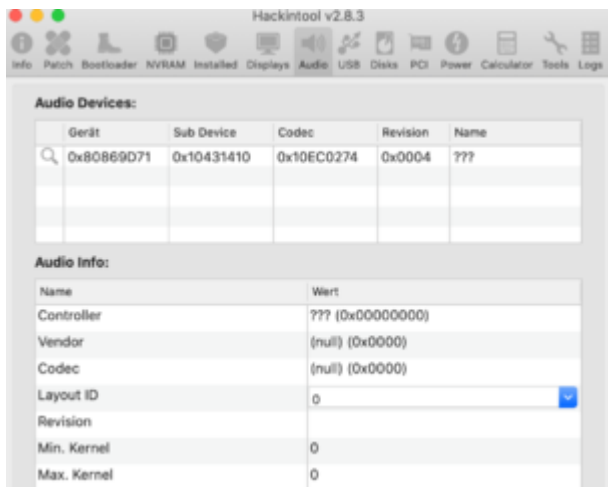 Hackintool v2.8.3
Info Patch Bootloader NVRAM Installed Displays Audio USB Disks PCI Power Calculator Tools Logs
Audio Devices:
Gerät Sub Device Codec Revision Name
0x80869D71 0x10431410 0x10EC0274 0x0004 ???
Audio Info:
Name Wert
Controller ??? (0x00000000)
Vendor (null) (0x0000)
Codec (null) (0x0000)
Layout ID 0
Revision
Min. Kernel 0
Max. Kernel 0